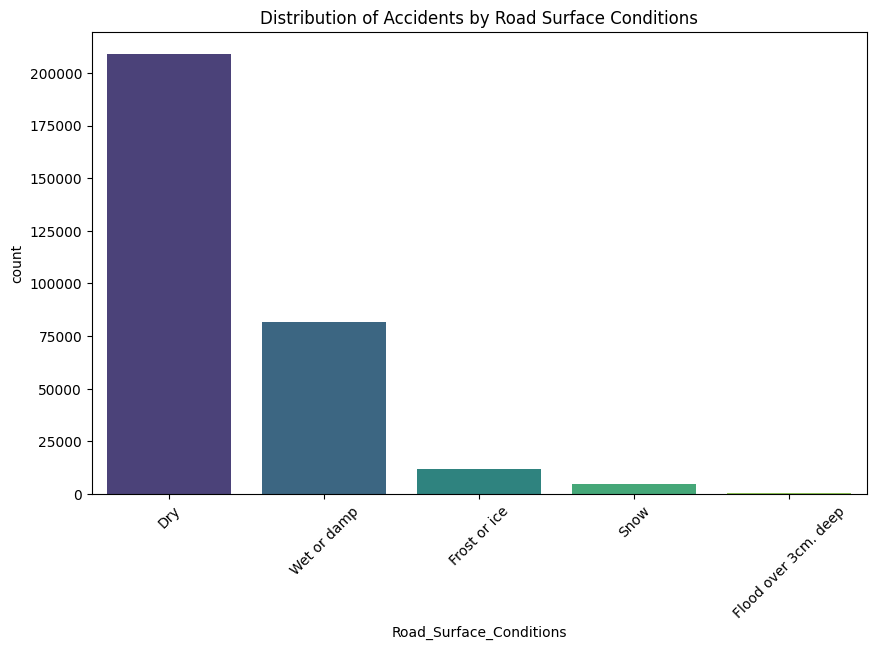 Distribution of Accidents by Road Surface Conditions
200000
175000
150000
125000
100000
75000
50000
25000
0
count
Dry
Wet or damp
Frost or ice
Snow
Flood over 3cm. deep
Road_Surface_Conditions